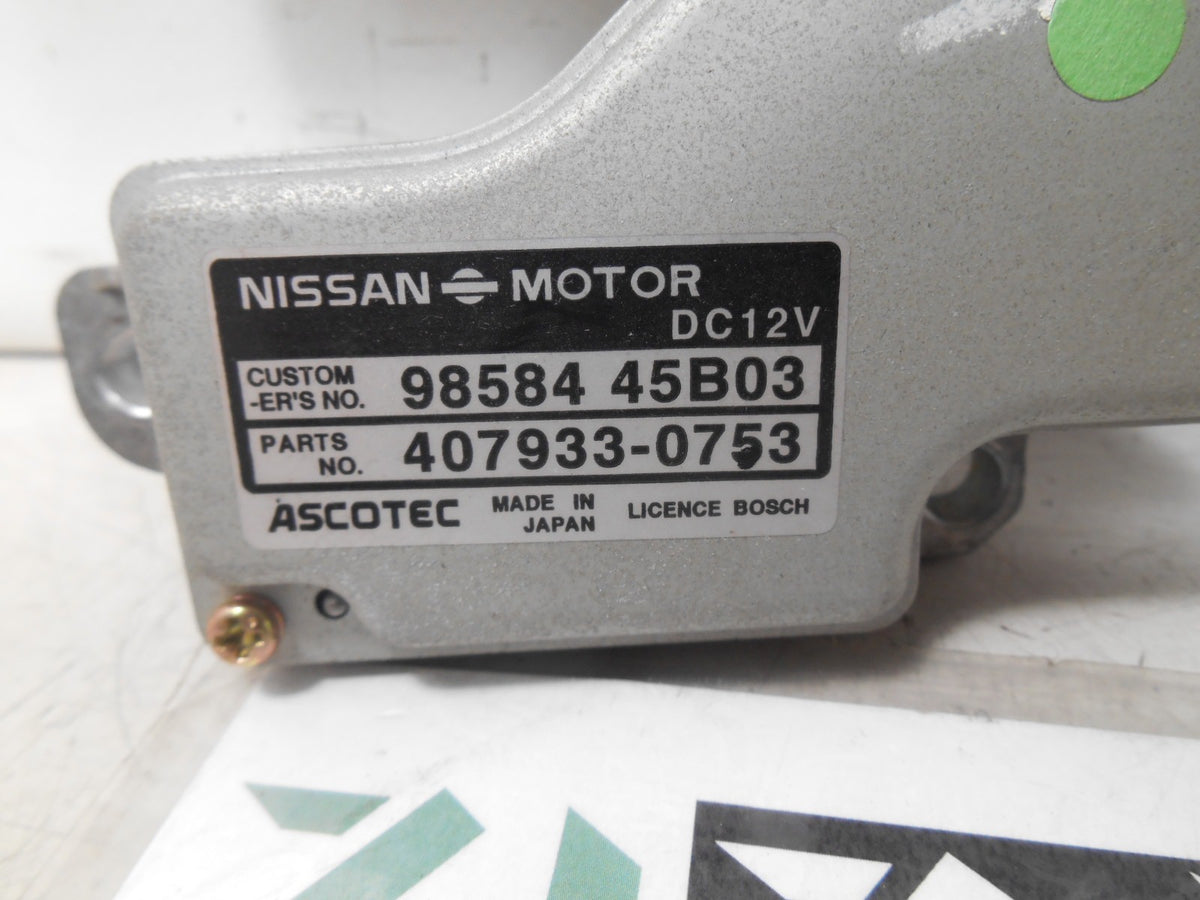 NISSAN MOTOR
DC12V
CUSTOM
-ER'S NO. 98584 45B03
PARTS
NO. 407933-0753
ASCOTEC MADE IN
JAPAN LICENCE BOSCH